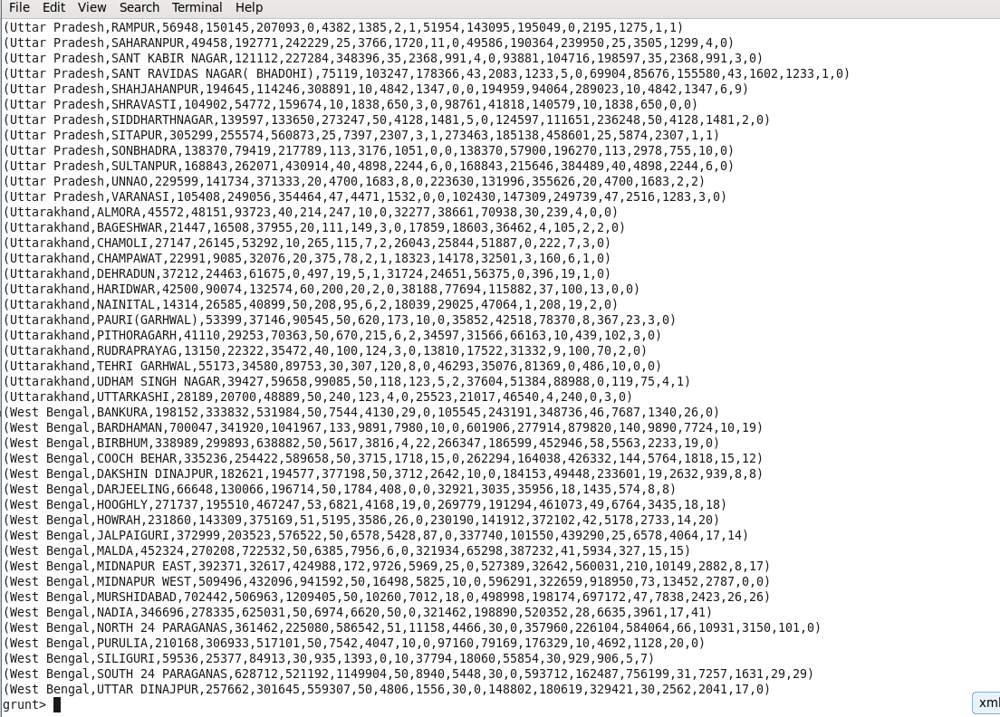 File Edit View Search Terminal Help
(Uttar Pradesh,RAMPUR,56948,150145,207093,0,4382,1385,2,1,51954,143095,195049,0,2195,1275,1,1)
(Uttar Pradesh,SAHARANPUR,49458,192771,242229,25,3766,1720,11,0,49586,190364,239950,25,3505,1299,4,0)
(Uttar Pradesh,SANT KABIR NAGAR,121112,227284,348396,35,2368,991,4,0,93881,104716,198597,35,2368,991,3,0)
(Uttar Pradesh,SANT RAVIDAS NAGAR( BHADOHI),75119,103247,178366,43,2083,1233,5,0,69904,85676,155580,43,1602,1233,1,0)
(Uttar Pradesh,SHAHJAHANPUR,194645,114246,308891,10,4842,1347,0,0,194959,94064,289023,10,4842,1347,6,9)
(Uttar Pradesh,SHRAVASTI,104902,54772,159674,10,1838,650,3,0,98761,41818,140579,10,1838,650,0,0)
(Uttar Pradesh,SIDDHARTHNAGAR,139597,133650,273247,50,4128,1481,5,0,124597,111651,236248,50,4128,1481,2,0)
(Uttar Pradesh,SITAPUR,305299,255574,560873,25,7397,2307,3,1,273463,185138,458601,25,5874,2307,1,1)
(Uttar Pradesh,SONBHADRA,138370,79419,217789,113,3176,1051,0,0,138370,57900,196270,113,2978,755,10,0)
(Uttar Pradesh,SULTANPUR,168843,262071,430914,40,4898,2244,6,0,168843,215646,384489,40,4898,2244,6,0)
(Uttar Pradesh,UNNAO,229599,141734,371333,20,4700,1683,8,0,223630,131996,355626,20,4700,1683,2,2)
(Uttar Pradesh,VARANASI,105408,249056,354464,47,4471,1532,0,0,102430,147309,249739,47,2516,1283,3,0)
(Uttarakhand,ALMORA,45572,48151,93723,40,214,247,10,0,32277,38661,70938,30,239,4,0,0)
(Uttarakhand,BAGESHWAR,21447,16508,37955,20,111,149,3,0,17859,18603,36462,4,105,2,2,0)
(Uttarakhand,CHAMOLI,27147,26145,53292,10,265,115,7,2,26043,25844,51887,0,222,7,3,0)
(Uttarakhand,CHAMPAWAT,22991,9085,32076,20,375,78,2,1,18323,14178,32501,3,160,6,1,0)
(Uttarakhand,DEHRADUN,37212,24463,61675,0,497,19,5,1,31724,24651,56375,0,396,19,1,0)
(Uttarakhand,HARIDWAR,42500,90074,132574,60,200,20,2,0,38188,77694,115882,37,100,13,0,0)
(Uttarakhand,NAINITAL,14314,26585,40899,50,208,95,6,2,18039,29025,47064,1,208,19,2,0)
(Uttarakhand,PAURI(GARHWAL),53399,37146,90545,50,620,173,10,0,35852,42518,78370,8,367,23,3,0)
(Uttarakhand,PITHORAGARH,41110,29253,70363,50,670,215,6,2,34597,31566,66163,10,439,102,3,0)
(Uttarakhand,RUDRAPRAYAG,13150,22322,35472,40,100,124,3,0,13810,17522,31332,9,100,70,2,0)
(Uttarakhand,TEHRI GARHWAL,55173,34580,89753,30,307,120,8,0,46293,35076,81369,0,486,10,0,0)
(Uttarakhand,UDHAM SINGH NAGAR,39427,59658,99085,50,118,123,5,2,37604,51384,88988,0,119,75,4,1)
(Uttarakhand,UTTARKASHI,28189,20700,48889,50,240,123,4,0,25523,21017,46540,4,240,0,3,0)
(West Bengal,BANKURA,198152,333832,531984,50,7544,4130,29,0,105545,243191,348736,46,7687,1340,26,0)
(West Bengal,BARDHAMAN,700047,341920,1041967,133,9891,7980,10,0,601906,277914,879820,140,9890,7724,10,19)
(West Bengal,BIRBHUM,338989,299893,638882,50,5617,3816,4,22,266347,186599,452946,58,5563,2233,19,0)
(West Bengal,COOCH BEHAR,335236,254422,589658,50,3715,1718,15,0,262294,164038,426332,144,5764,1818,15,12)
(West Bengal,DAKSHIN DINAJPUR,182621,194577,377198,50,3712,2642,10,0,184153,49448,233601,19,2632,939,8,8)
(West Bengal,DARJEELING,66648,130066,196714,50,1784,408,0,0,32921,3035,35956,18,1435,574,8,8)
(West Bengal,HOOGHLY,271737,195510,467247,53,6821,4168,19,0,269779,191294,461073,49,6764,3435,18,18)
(West Bengal,HOWRAH,231860,143309,375169,51,5195,3586,26,0,230190,141912,372102,42,5178,2733,14,20)
(West Bengal,JALPAIGURI,372999,203523,576522,50,6578,5428,87,0,337740,101550,439290,25,6578,4064,17,14)
(West Bengal,MALDA,452324,270208,722532,50,6385,7956,6,0,321934,65298,387232,41,5934,327,15,15)
(West Bengal,MIDNAPUR EAST,392371,32617,424988,172,9726,5969,25,0,527389,32642,560031,210,10149,2882,8,17)
(West Bengal,MIDNAPUR WEST,509496,432096,941592,50,16498,5825,10,0,596291,322659,918950,73,13452,2787,0,0)
(West Bengal,MURSHIDABAD,702442,506963,1209405,50,10260,7012,18,0,498998,198174,697172,47,7838,2423,26,26)
(West Bengal,NADIA,346696,278335,625031,50,6974,6620,50,0,321462,198890,520352,28,6635,3961,17,41)
(West Bengal,NORTH 24 PARAGANAS,361462,225080,586542,51,11158,4466,30,0,357960,226104,584064,66,10931,3150,101,0)
(West Bengal,PURULIA,210168,306933,517101,50,7542,4047,10,0,97160,79169,176329,10,4692,1128,20,0)
(West Bengal,SILIGURI,59536,25377,84913,30,935,1393,0,10,37794,18060,55854,30,929,906,5,7)
(West Bengal,SOUTH 24 PARAGANAS,628712,521192,1149904,50,8940,5448,30,0,593712,162487,756199,31,7257,1631,29,29)
(West Bengal,UTTAR DINAJPUR,257662,301645,559307,50,4806,1556,30,0,148802,180619,329421,30,2562,2041,17,0)
grunt>
xml